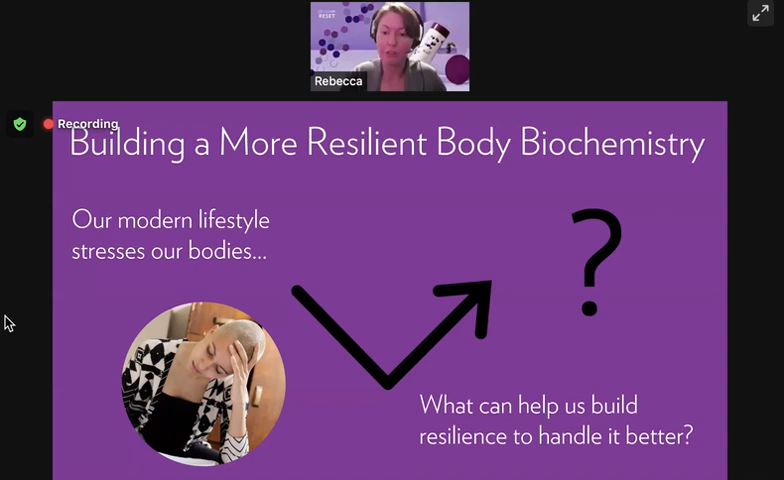 RESET
Rebecca
Recording
Building a More Resilient Body Biochemistry
Our modern lifestyle
stresses our bodies...
?
What can help us build
resilience to handle it better?